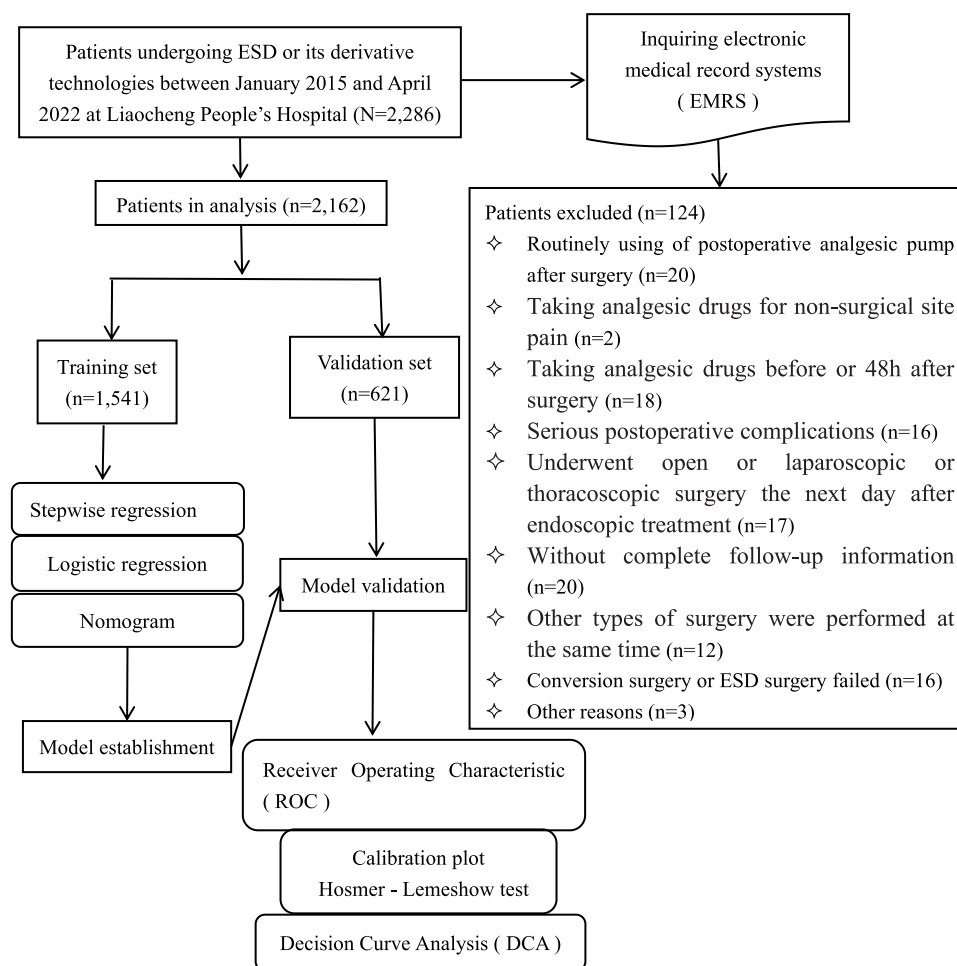 Patients undergoing ESD or its derivative
technologies between January 2015 and April
2022 at Liaocheng People's Hospital (N=2,286)
Inquiring electronic
medical record systems
( EMRS )
Patients in analysis (n=2,162)
Patients excluded (n=124)
✧ Routinely using of postoperative analgesic pump
after surgery (n=20)
✧ Taking analgesic drugs for non-surgical site
pain (n=2)
✧ Taking analgesic drugs before or 48h after
surgery (n=18)
✧ Serious postoperative complications (n=16)
✧ Underwent open or laparoscopic or
thoracoscopic surgery the next day after
endoscopic treatment (n=17)
✧ Without complete follow-up information
(n=20)
✧ Other types of surgery were performed at
the same time (n=12)
✧ Conversion surgery or ESD surgery failed (n=16)
✧ Other reasons (n=3)
Training set
(n=1,541)
Validation set
(n=621)
Stepwise regression
Logistic regression
Nomogram
Model establishment
Model validation
Receiver Operating Characteristic
( ROC )
Calibration plot
Hosmer - Lemeshow test
Decision Curve Analysis ( DCA )